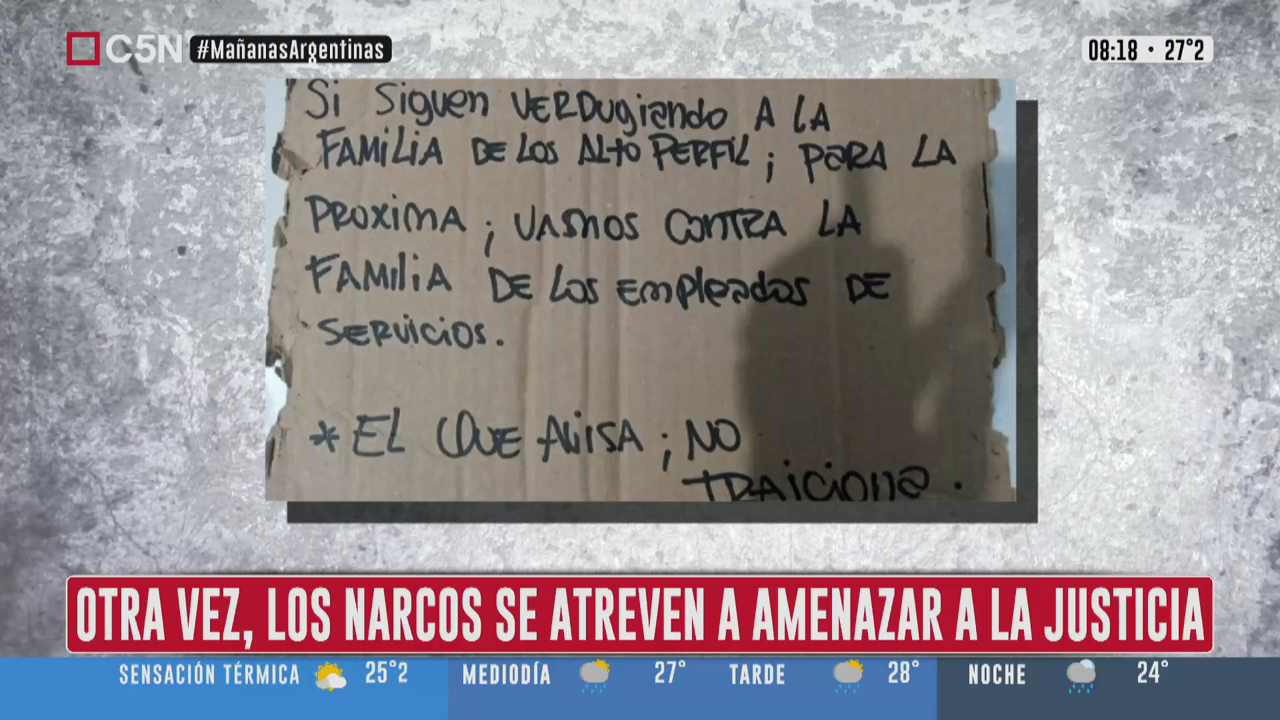 C5N #MañanasArgentinas
08:18 • 27°2
Si Siguen VERDugiando A LA
FAMiLiA DE LOS ALtO PERFiL ; PARA LA
PROXIMA ; VAMOS CONTRA LA
FAMiLiA DE LOS Empleados DE
SERViCiOS.
* EL QUE AViSA ; NO
TRAiCiona .
OTRA VEZ, LOS NARCOS SE ATREVEN A AMENAZAR A LA JUSTICIA
SENSACIÓN TÉRMICA 25°2 MEDIODÍA 27° TARDE 28° NOCHE 24°